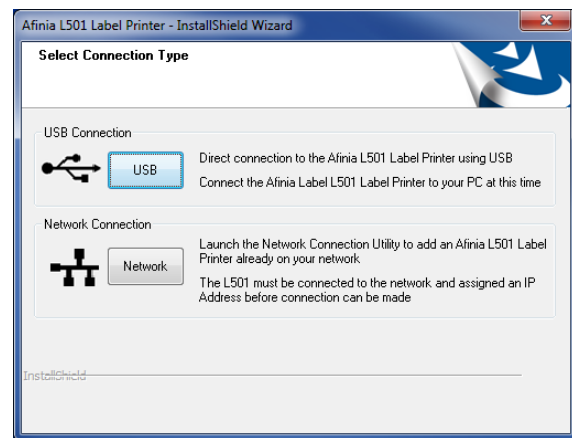 Afinia L501 Label Printer - InstallShield Wizard
Select Connection Type
USB Connection
USB
Direct connection to the Afinia L501 Label Printer using USB
Connect the Afinia Label L501 Label Printer to your PC at this time
Network Connection
Network
Launch the Network Connection Utility to add an Afinia L501 Label
Printer already on your network
The L501 must be connected to the network and assigned an IP
Address before connection can be made
InstallShield